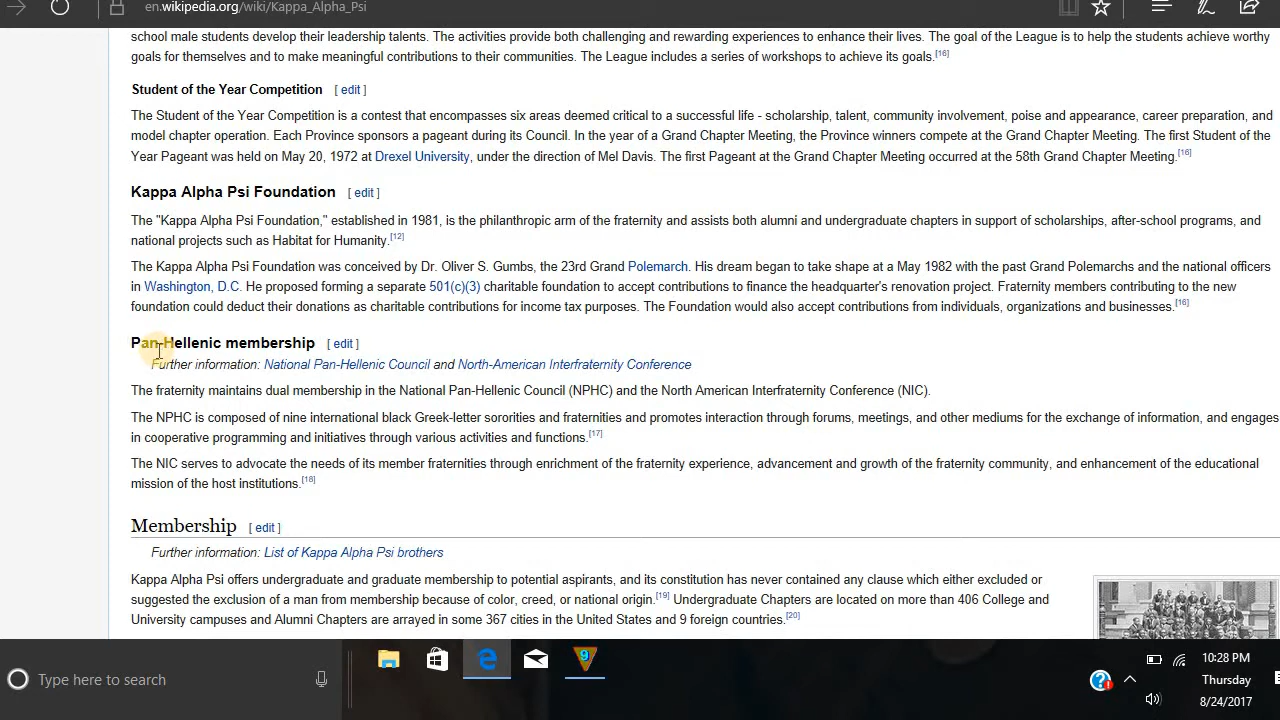 en.wikipedia.org/wiki/Kappa_Alpha_Psi
school male students develop their leadership talents. The activities provide both challenging and rewarding experiences to enhance their lives. The goal of the League is to help the students achieve worthy
goals for themselves and to make meaningful contributions to their communities. The League includes a series of workshops to achieve its goals.[16]
Student of the Year Competition [ edit ]
The Student of the Year Competition is a contest that encompasses six areas deemed critical to a successful life - scholarship, talent, community involvement, poise and appearance, career preparation, and
model chapter operation. Each Province sponsors a pageant during its Council. In the year of a Grand Chapter Meeting, the Province winners compete at the Grand Chapter Meeting. The first Student of the
Year Pageant was held on May 20, 1972 at Drexel University, under the direction of Mel Davis. The first Pageant at the Grand Chapter Meeting occurred at the 58th Grand Chapter Meeting.[16]
Kappa Alpha Psi Foundation [ edit ]
The "Kappa Alpha Psi Foundation," established in 1981, is the philanthropic arm of the fraternity and assists both alumni and undergraduate chapters in support of scholarships, after-school programs, and
national projects such as Habitat for Humanity.[12]
The Kappa Alpha Psi Foundation was conceived by Dr. Oliver S. Gumbs, the 23rd Grand Polemarch. His dream began to take shape at a May 1982 with the past Grand Polemarchs and the national officers
in Washington, D.C. He proposed forming a separate 501(c)(3) charitable foundation to accept contributions to finance the headquarter's renovation project. Fraternity members contributing to the new
foundation could deduct their donations as charitable contributions for income tax purposes. The Foundation would also accept contributions from individuals, organizations and businesses.[16]
Pan-Hellenic membership [ edit ]
Further information: National Pan-Hellenic Council and North-American Interfraternity Conference
The fraternity maintains dual membership in the National Pan-Hellenic Council (NPHC) and the North American Interfraternity Conference (NIC).
The NPHC is composed of nine international black Greek-letter sororities and fraternities and promotes interaction through forums, meetings, and other mediums for the exchange of information, and engages
in cooperative programming and initiatives through various activities and functions.[17]
The NIC serves to advocate the needs of its member fraternities through enrichment of the fraternity experience, advancement and growth of the fraternity community, and enhancement of the educational
mission of the host institutions.[18]
Membership [ edit ]
Further information: List of Kappa Alpha Psi brothers
Kappa Alpha Psi offers undergraduate and graduate membership to potential aspirants, and its constitution has never contained any clause which either excluded or
suggested the exclusion of a man from membership because of color, creed, or national origin.[19] Undergraduate Chapters are located on more than 406 College and
University campuses and Alumni Chapters are arrayed in some 367 cities in the United States and 9 foreign countries.[20]
Type here to search
9
10:28 PM
Thursday
8/24/2017